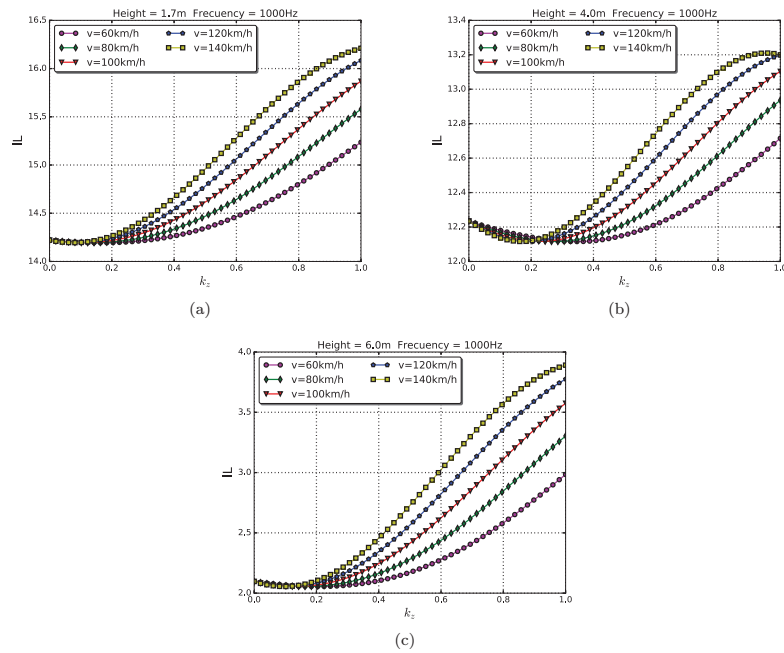 Height = 1.7m Frecuency = 1000Hz
v=60km/h
v=80km/h
v=100km/h
v=120km/h
v=140km/h
IL
16.5
16.0
15.5
15.0
14.5
14.0
0.0 0.2 0.4 0.6 0.8 1.0
k_z
(a)
Height = 4.0m Frecuency = 1000Hz
v=60km/h
v=80km/h
v=100km/h
v=120km/h
v=140km/h
IL
13.4
13.2
13.0
12.8
12.6
12.4
12.2
12.0
0.0 0.2 0.4 0.6 0.8 1.0
k_z
(b)
Height = 6.0m Frecuency = 1000Hz
v=60km/h
v=80km/h
v=100km/h
v=120km/h
v=140km/h
IL
4.0
3.5
3.0
2.5
2.0
0.0 0.2 0.4 0.6 0.8 1.0
k_z
(c)